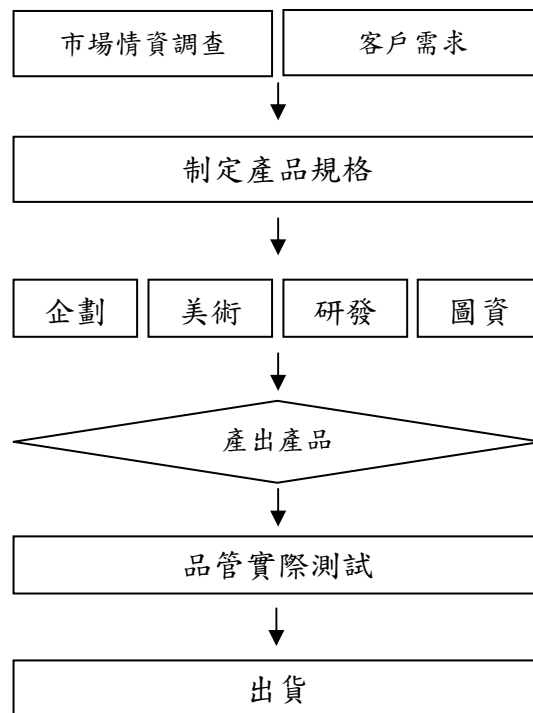 市場情資調查
客戶需求
制定產品規格
企劃
美術
研發
圖資
產出產品
品管實際測試
出貨